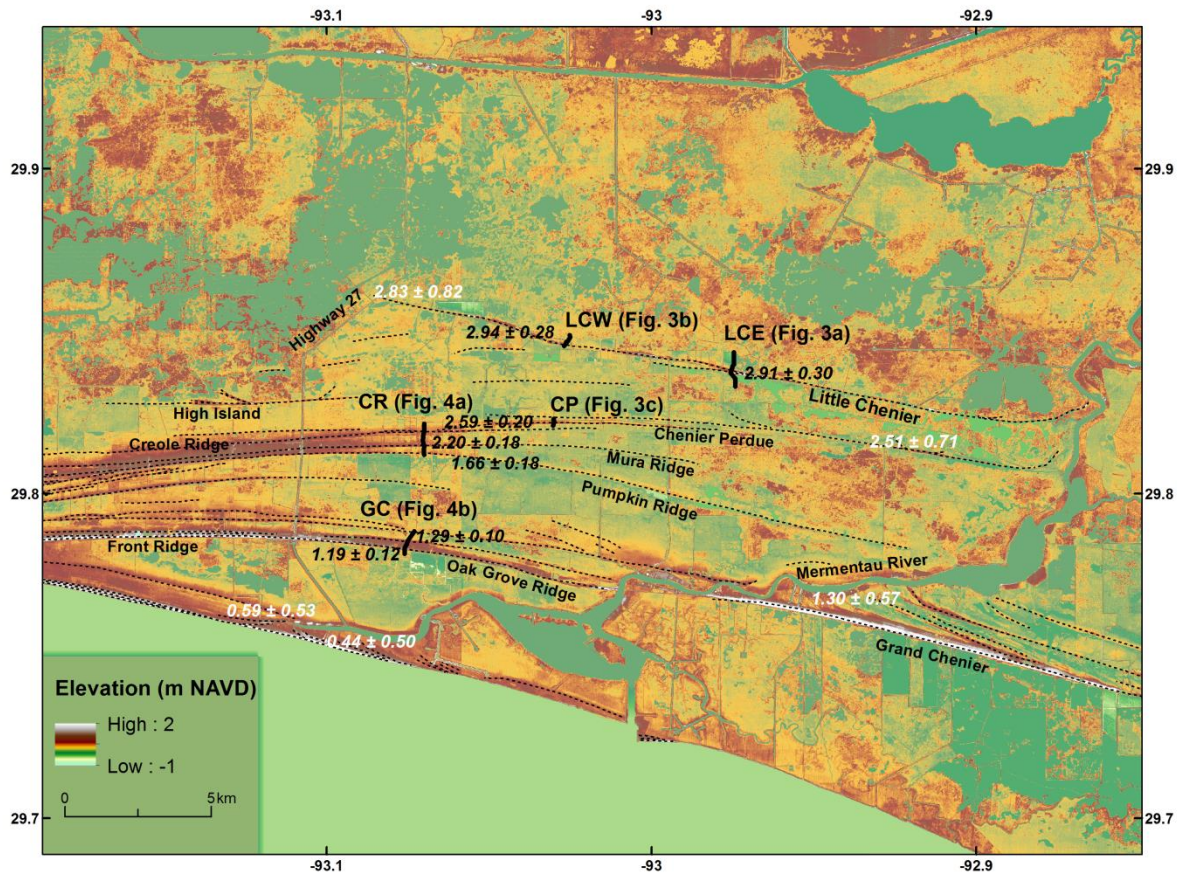 -93.1
-93
-92.9
29.9
29.9
2.83 ± 0.82
Highway 27
2.94 ± 0.28
LCW (Fig. 3b)
LCE (Fig. 3a)
2.91 ± 0.30
Little Chenier
High Island
CR (Fig. 4a)
CP (Fig. 3c)
2.59 ± 0.20
Creole Ridge
Chenier Perdue
2.51 ± 0.71
2.20 ± 0.18
Mura Ridge
1.66 ± 0.18
Pumpkin Ridge
29.8
29.8
GC (Fig. 4b)
1.29 ± 0.10
Front Ridge
1.19 ± 0.12
Oak Grove Ridge
Mermentau River
1.30 ± 0.57
0.59 ± 0.53
0.44 ± 0.50
Grand Chenier
Elevation (m NAVD)
High : 2
Low : -1
0
5 km
29.7
29.7
-93.1
-93
-92.9